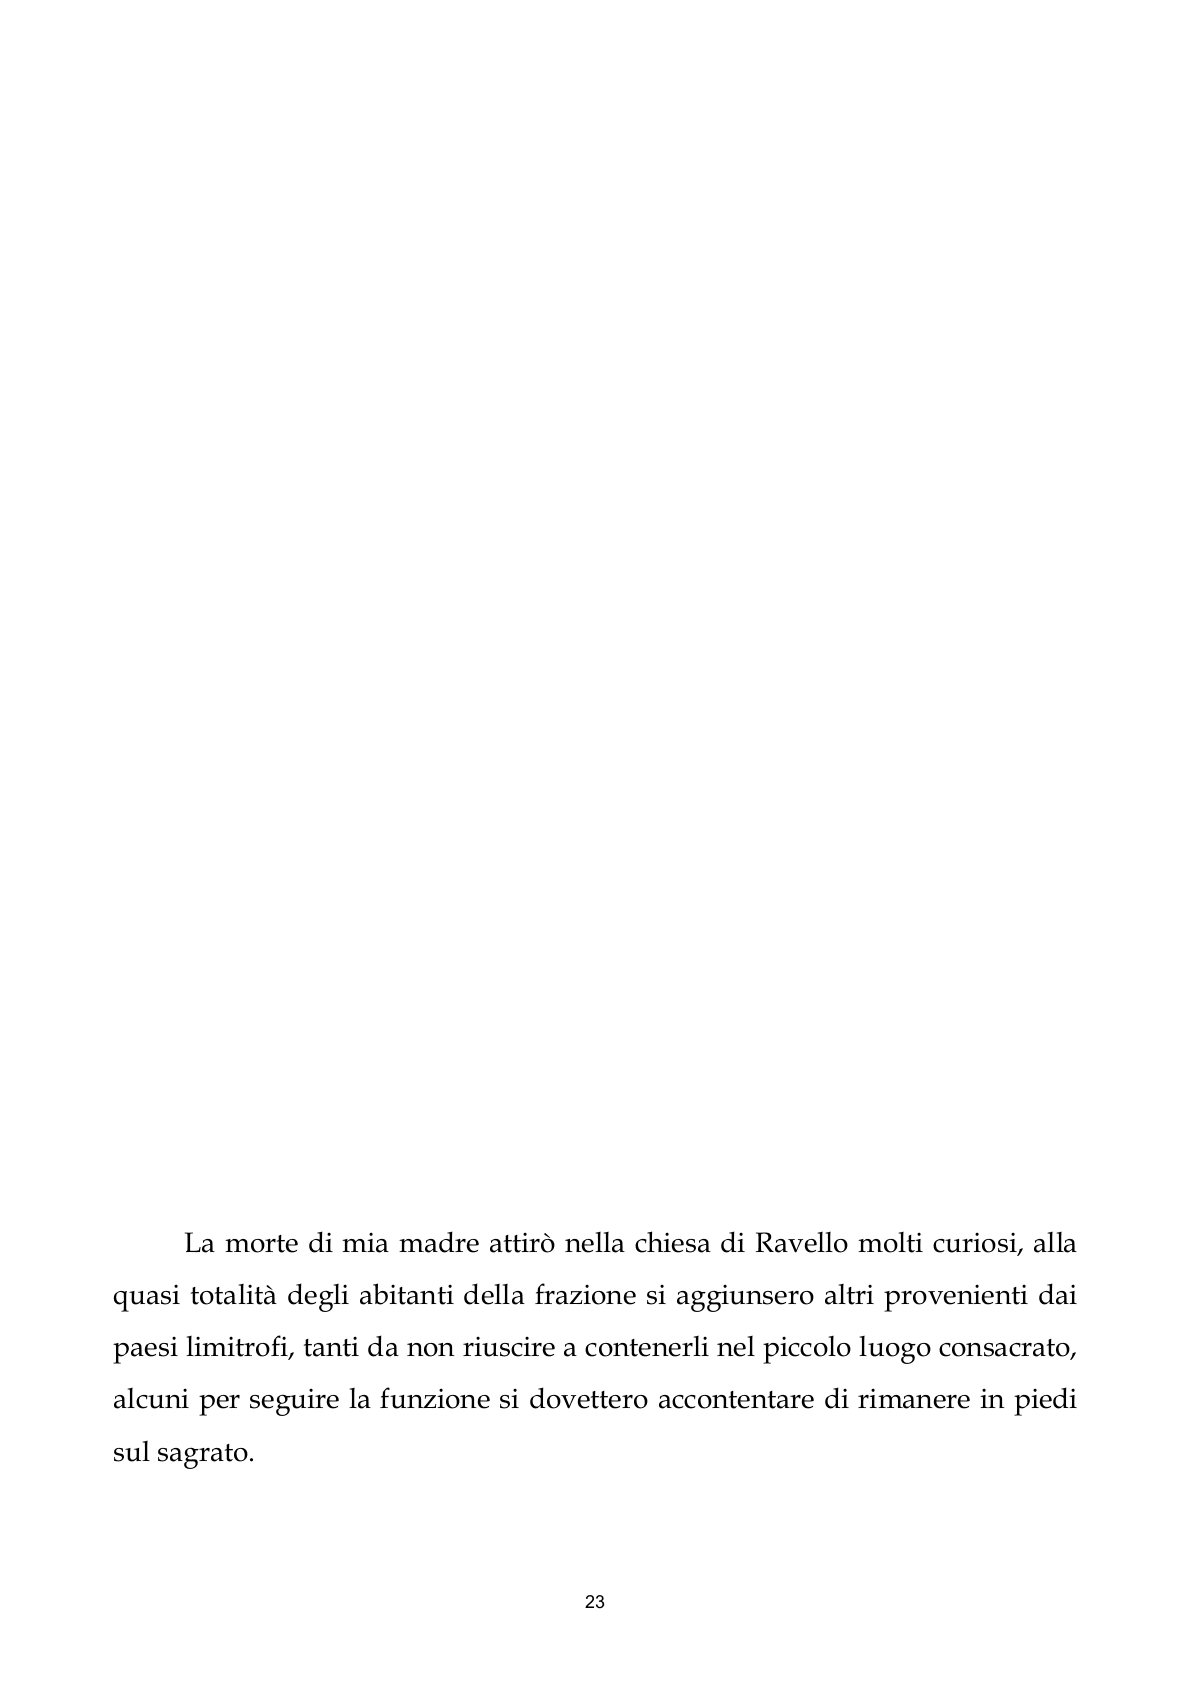 La morte di mia madre attirò nella chiesa di Ravello molti curiosi, alla
quasi totalità degli abitanti della frazione si aggiunsero altri provenienti dai
paesi limitrofi, tanti da non riuscire a contenerli nel piccolo luogo consacrato,
alcuni per seguire la funzione si dovettero accontentare di rimanere in piedi
sul sagrato.
23